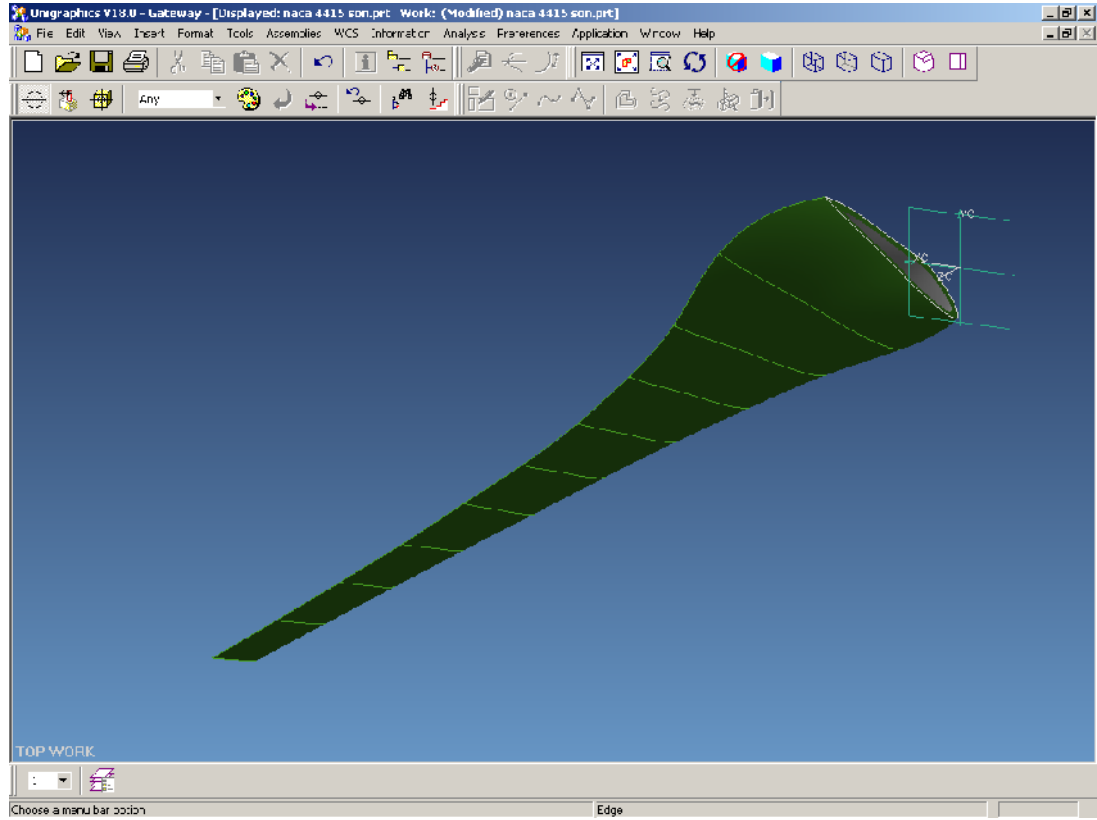 Unigraphics V18.0 - Gateway - [Displayed: naca 4415 son.prt Work: (Modified) naca 4415 son.prt]
File Edit View Insert Format Tools Assemblies WCS Information Analysis Preferences Application Window Help
Any
YC
XC
ZC
TOP WORK
Choose a menu bar option Edge